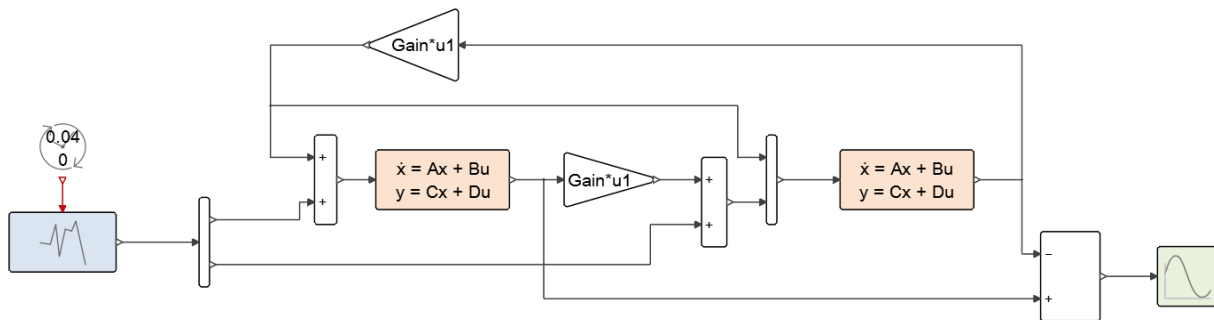 Gain*u1
0.04
0
+
+
ẋ = Ax + Bu
y = Cx + Du
Gain*u1
+
+
ẋ = Ax + Bu
y = Cx + Du
−
+